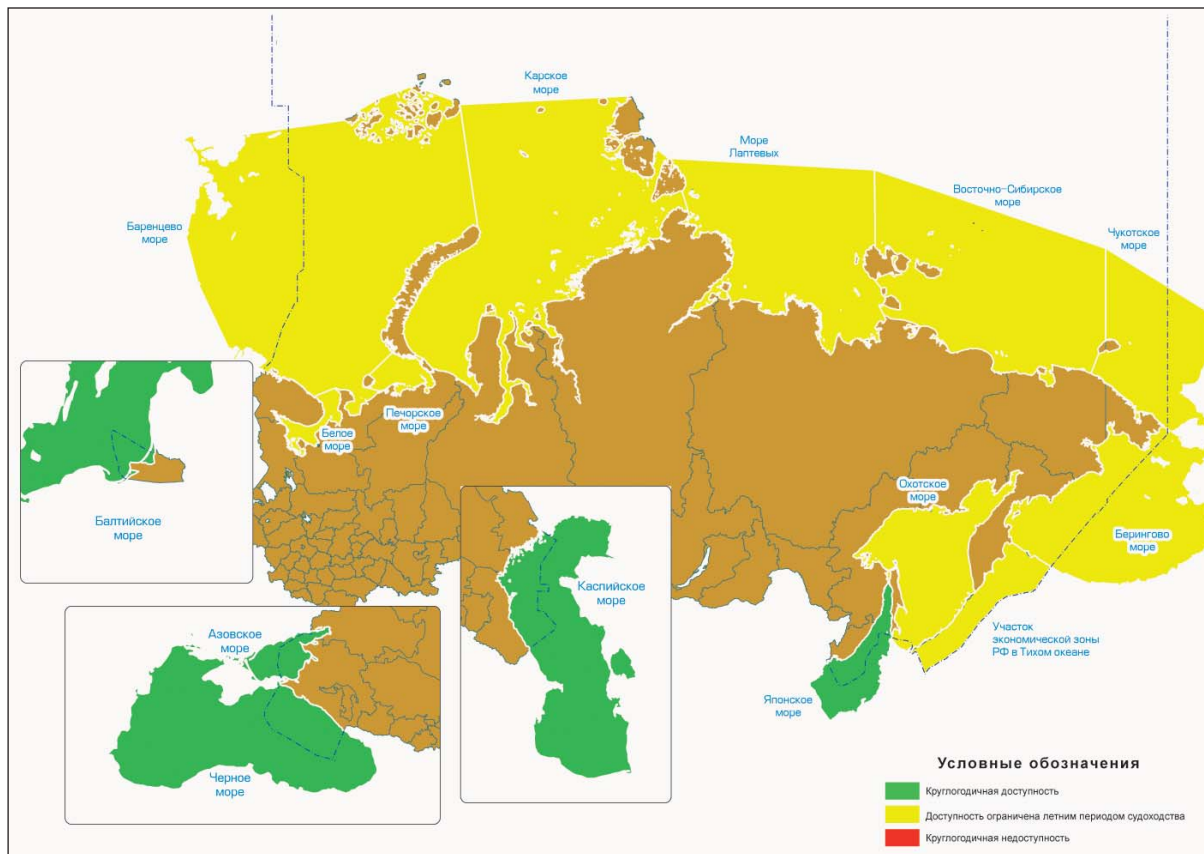 Карское
море
Море
Лаптевых
Восточно-Сибирское
море
Чукотское
море
Баренцево
море
Печорское
море
Белое
море
Охотское
море
Берингово
море
Балтийское
море
Каспийское
море
Азовское
море
Участок
экономической зоны
РФ в Тихом океане
Японское
море
Черное
море
Условные обозначения
Круглогодичная доступность
Доступность ограничена летним периодом судоходства
Круглогодичная недоступность